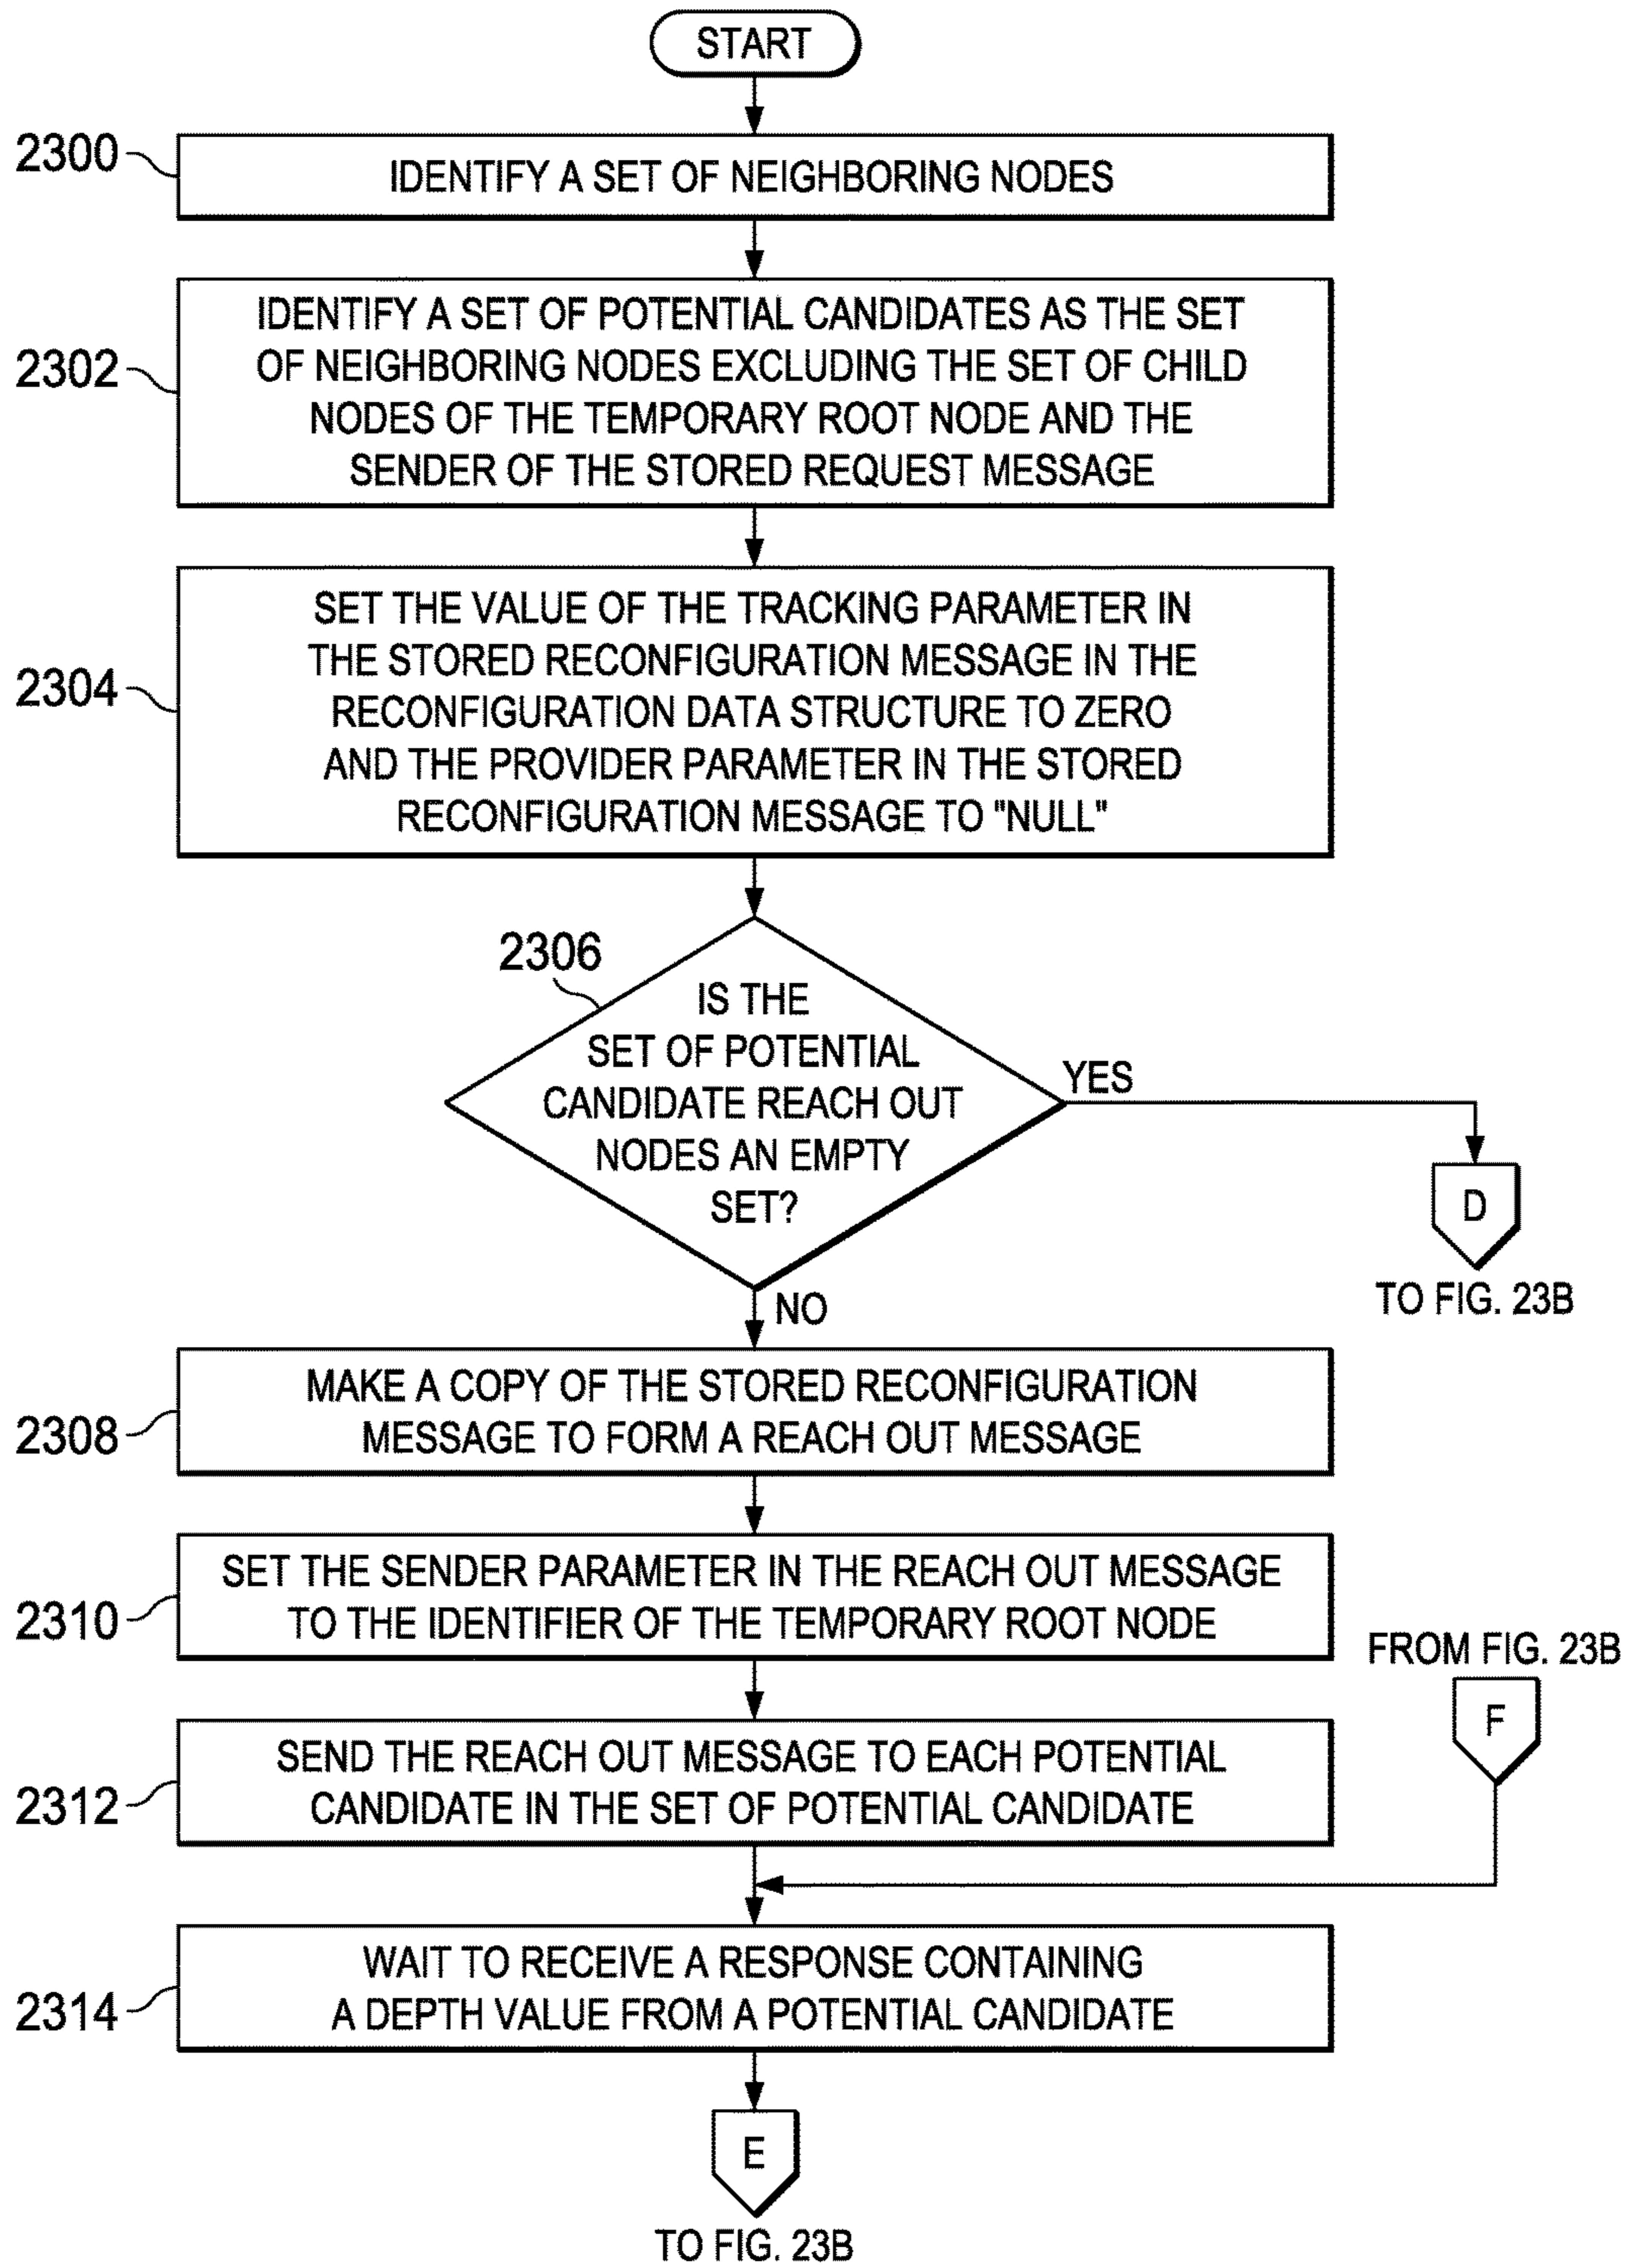 START
2300
IDENTIFY A SET OF NEIGHBORING NODES
2302
IDENTIFY A SET OF POTENTIAL CANDIDATES AS THE SET
OF NEIGHBORING NODES EXCLUDING THE SET OF CHILD
NODES OF THE TEMPORARY ROOT NODE AND THE
SENDER OF THE STORED REQUEST MESSAGE
2304
SET THE VALUE OF THE TRACKING PARAMETER IN
THE STORED RECONFIGURATION MESSAGE IN THE
RECONFIGURATION DATA STRUCTURE TO ZERO
AND THE PROVIDER PARAMETER IN THE STORED
RECONFIGURATION MESSAGE TO "NULL"
2306
IS THE
SET OF POTENTIAL
CANDIDATE REACH OUT
NODES AN EMPTY
SET?
YES
D
TO FIG. 23B
NO
2308
MAKE A COPY OF THE STORED RECONFIGURATION
MESSAGE TO FORM A REACH OUT MESSAGE
2310
SET THE SENDER PARAMETER IN THE REACH OUT MESSAGE
TO THE IDENTIFIER OF THE TEMPORARY ROOT NODE
FROM FIG. 23B
F
2312
SEND THE REACH OUT MESSAGE TO EACH POTENTIAL
CANDIDATE IN THE SET OF POTENTIAL CANDIDATE
2314
WAIT TO RECEIVE A RESPONSE CONTAINING
A DEPTH VALUE FROM A POTENTIAL CANDIDATE
E
TO FIG. 23B